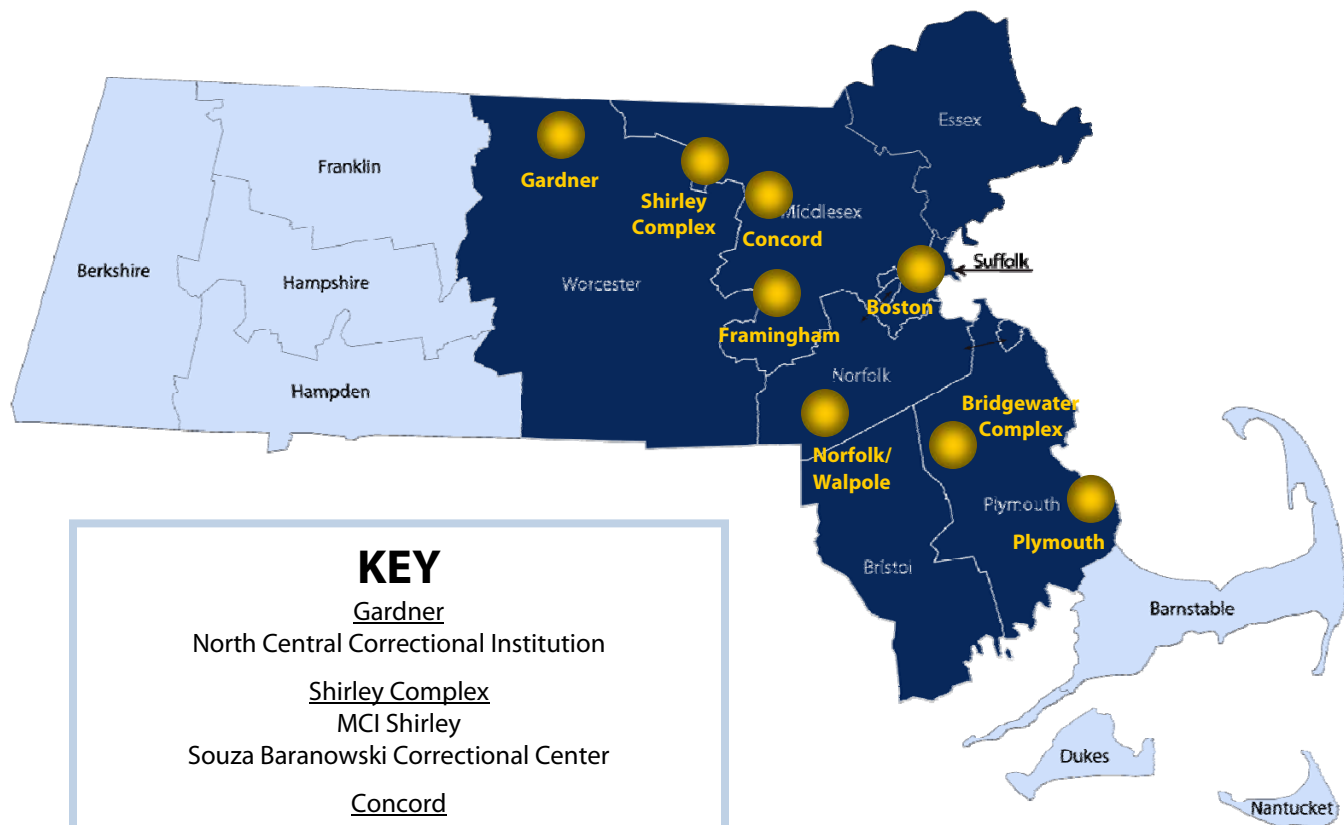 Essex
Franklin
Gardner
Shirley
Complex
Middlesex
Concord
Berkshire
Hampshire
Worcester
Suffolk
Boston
Framingham
Hampden
Norfolk
Bridgewater
Complex
Norfolk/
Walpole
Plymouth
Plymouth
Bristol
Barnstable
Dukes
Nantucket
KEY
Gardner
North Central Correctional Institution
Shirley Complex
MCI Shirley
Souza Baranowski Correctional Center
Concord